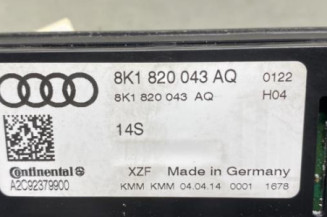 8K1 820 043 AQ 0122
8K1 820 043 AQ H04
14S
Continental XZF Made in Germany
A2C92379900 KMM KMM 04.04.14 0001 1678